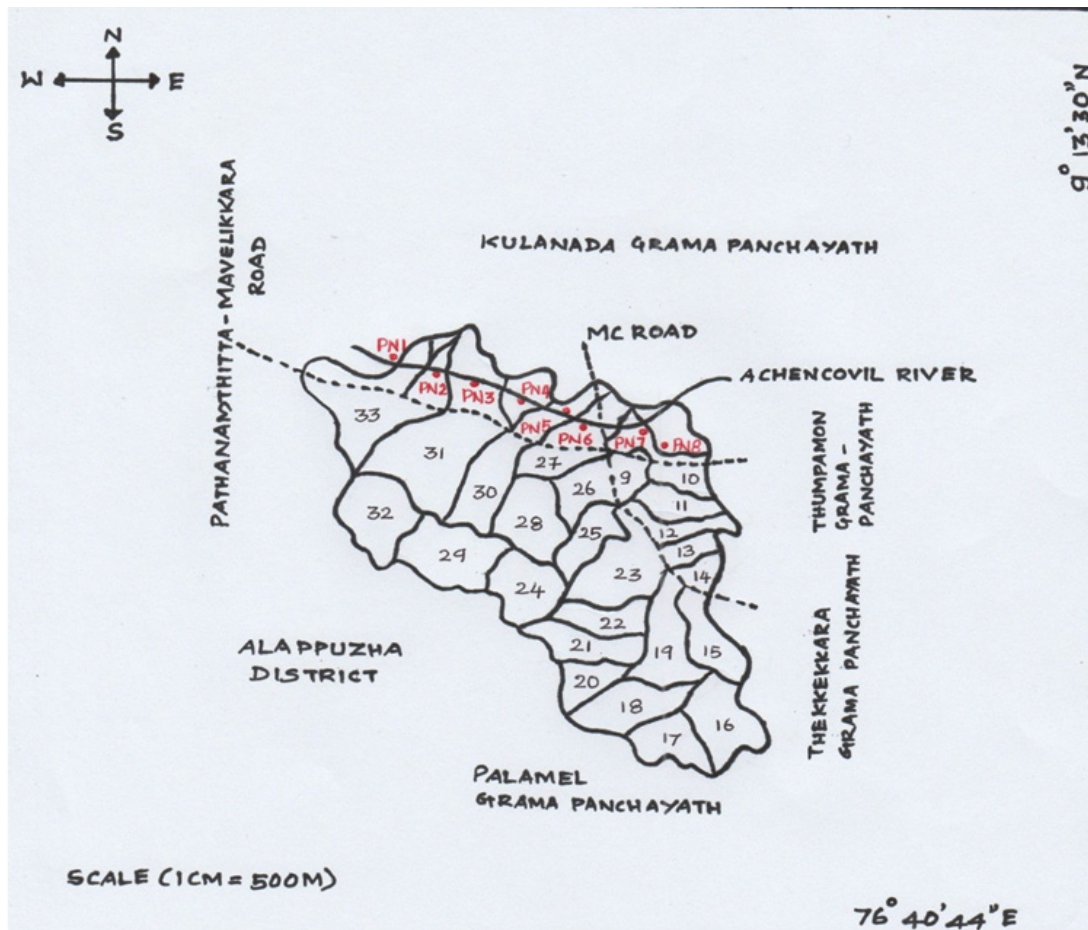 N
W E
S
9° 13' 30" N
PATHANAMTHITTA - MAVELIKKARA
ROAD
KULANADA GRAMA PANCHAYATH
MC ROAD
ACHENCOVIL RIVER
PN1
PN2
PN3
PN4
PN5
PN6
PN7
PN8
33
31
27
30
26
9
10
11
32
28
25
12
13
29
24
23
14
22
21
19
15
20
18
16
17
THUMPAMON
GRAMA -
PANCHAYATH
THEKKEKKARA
GRAMA PANCHAYATH
ALAPPUZHA
DISTRICT
PALAMEL
GRAMA PANCHAYATH
SCALE (1CM = 500M)
76° 40' 44" E